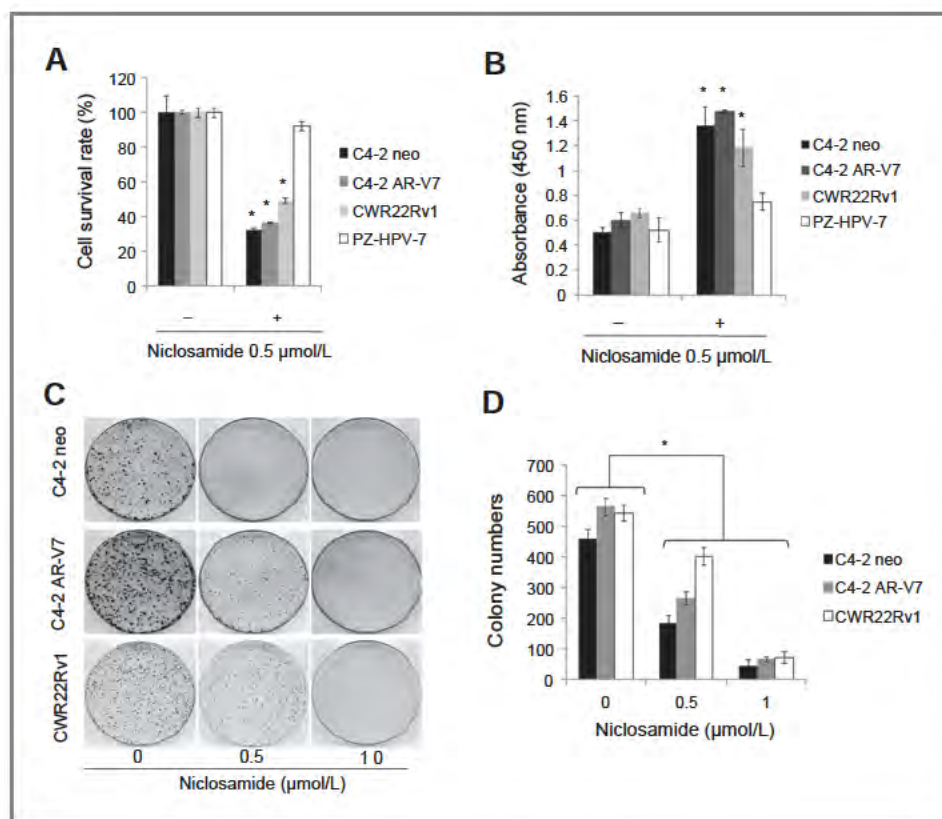 A
Cell survival rate (%)
120
100
80
60
40
20
0
*
*
*
C4-2 neo
C4-2 AR-V7
CWR22Rv1
PZ-HPV-7
– +
Niclosamide 0.5 µmol/L
B
Absorbance (450 nm)
1.6
1.4
1.2
1
0.8
0.6
0.4
0.2
0
* *
*
C4-2 neo
C4-2 AR-V7
CWR22Rv1
PZ-HPV-7
– +
Niclosamide 0.5 µmol/L
C
C4-2 neo
C4-2 AR-V7
CWR22Rv1
0 0.5 1 0
Niclosamide (µmol/L)
D
Colony numbers
700
600
500
400
300
200
100
0
*
C4-2 neo
C4-2 AR-V7
CWR22Rv1
0 0.5 1
Niclosamide (µmol/L)